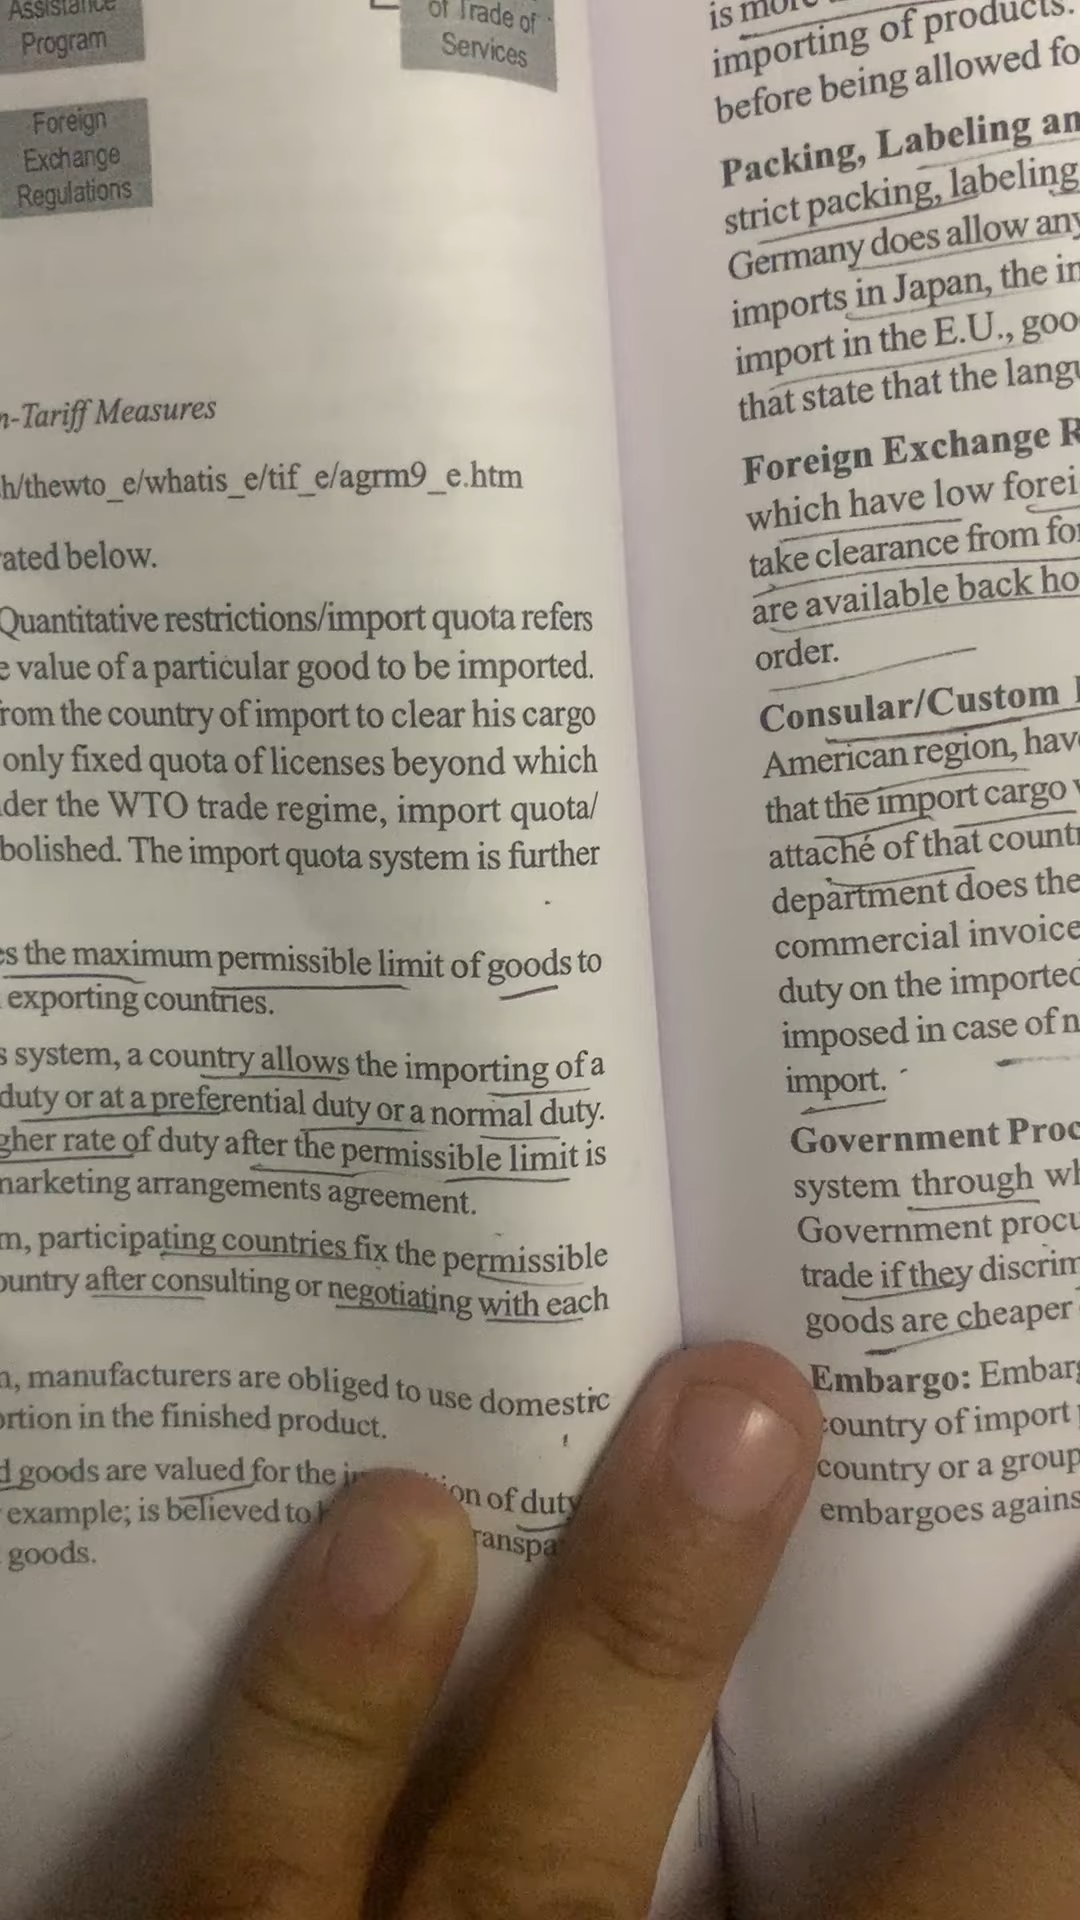 Assistance
Program
of Trade of
Services
Foreign
Exchange
Regulations
n-Tariff Measures
h/thewto_e/whatis_e/tif_e/agrm9_e.htm
ated below.
Quantitative restrictions/import quota refers
e value of a particular good to be imported.
rom the country of import to clear his cargo
only fixed quota of licenses beyond which
der the WTO trade regime, import quota/
bolished. The import quota system is further
es the maximum permissible limit of goods to
exporting countries.
s system, a country allows the importing of a
duty or at a preferential duty or a normal duty.
gher rate of duty after the permissible limit is
marketing arrangements agreement.
m, participating countries fix the permissible
ountry after consulting or negotiating with each
n, manufacturers are obliged to use domestic
ortion in the finished product.
d goods are valued for the on of duty
example; is believed to ranspa
goods.
is more
importing of products.
before being allowed fo
Packing, Labeling an
strict packing, labeling
Germany does allow any
imports in Japan, the in
import in the E.U., goo
that state that the langu
Foreign Exchange R
which have low forei
take clearance from fo
are available back ho
order.
Consular/Custom
American region, hav
that the import cargo
attaché of that count
department does the
commercial invoice
duty on the imported
imposed in case of n
import.
Government Proc
system through wh
Government procu
trade if they discrim
goods are cheaper
Embargo: Embarg
country of import
country or a group
embargoes agains